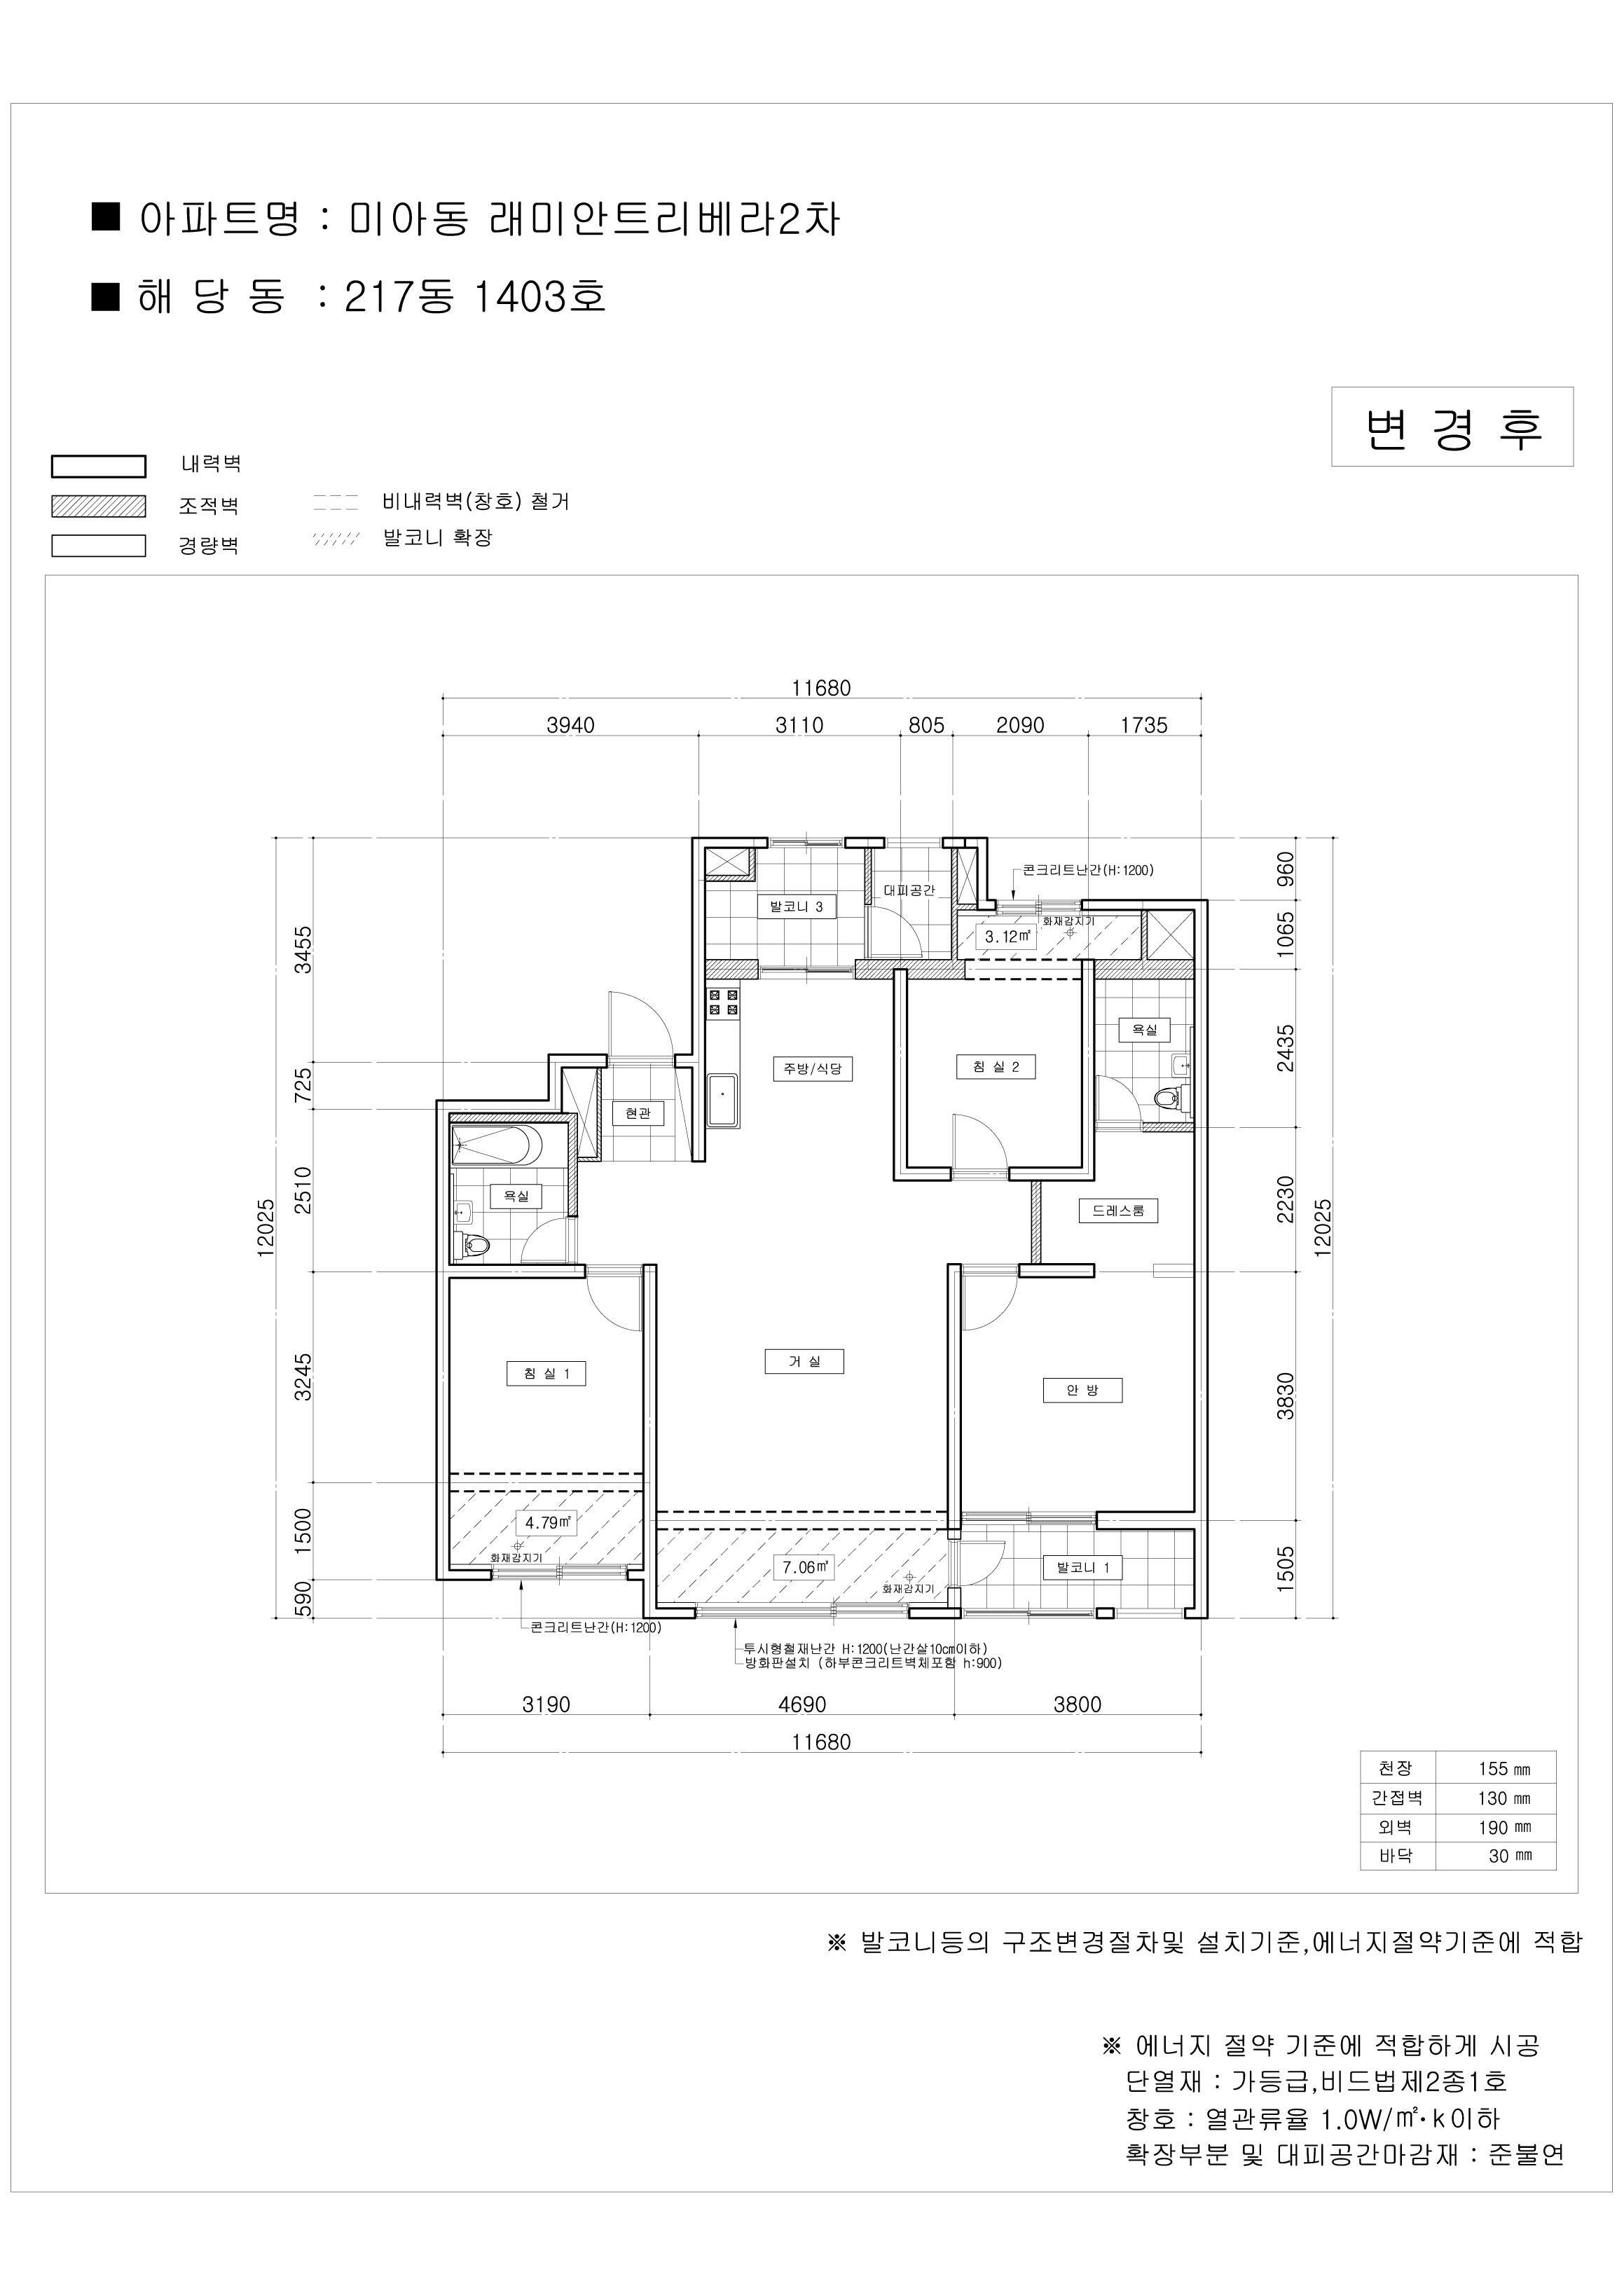 ■ 아파트명 : 미아동 래미안트리베라2차
■ 해 당 동 : 217동 1403호
변 경 후
내력벽
조적벽
경량벽
비내력벽(창호) 철거
발코니 확장
11680
3940 3110 805 2090 1735
12025
3455
725
2510
3245
1500
590
960
1065
2435
2230
3830
1505
12025
콘크리트난간(H:1200)
대피공간
발코니 3
화재감지기
3.12㎡
욕실
주방/식당
침 실 2
현관
욕실
드레스룸
거 실
침 실 1
안 방
4.79㎡
화재감지기
7.06㎡
화재감지기
발코니 1
콘크리트난간(H:1200)
투시형철재난간 H:1200(난간살10㎝이하)
방화판설치 (하부콘크리트벽체포함 h:900)
3190 4690 3800
11680
천장 155 ㎜
간접벽 130 ㎜
외벽 190 ㎜
바닥 30 ㎜
※ 발코니등의 구조변경절차및 설치기준,에너지절약기준에 적합
※ 에너지 절약 기준에 적합하게 시공
단열재 : 가등급,비드법제2종1호
창호 : 열관류율 1.0W/㎡·k이하
확장부분 및 대피공간마감재 : 준불연